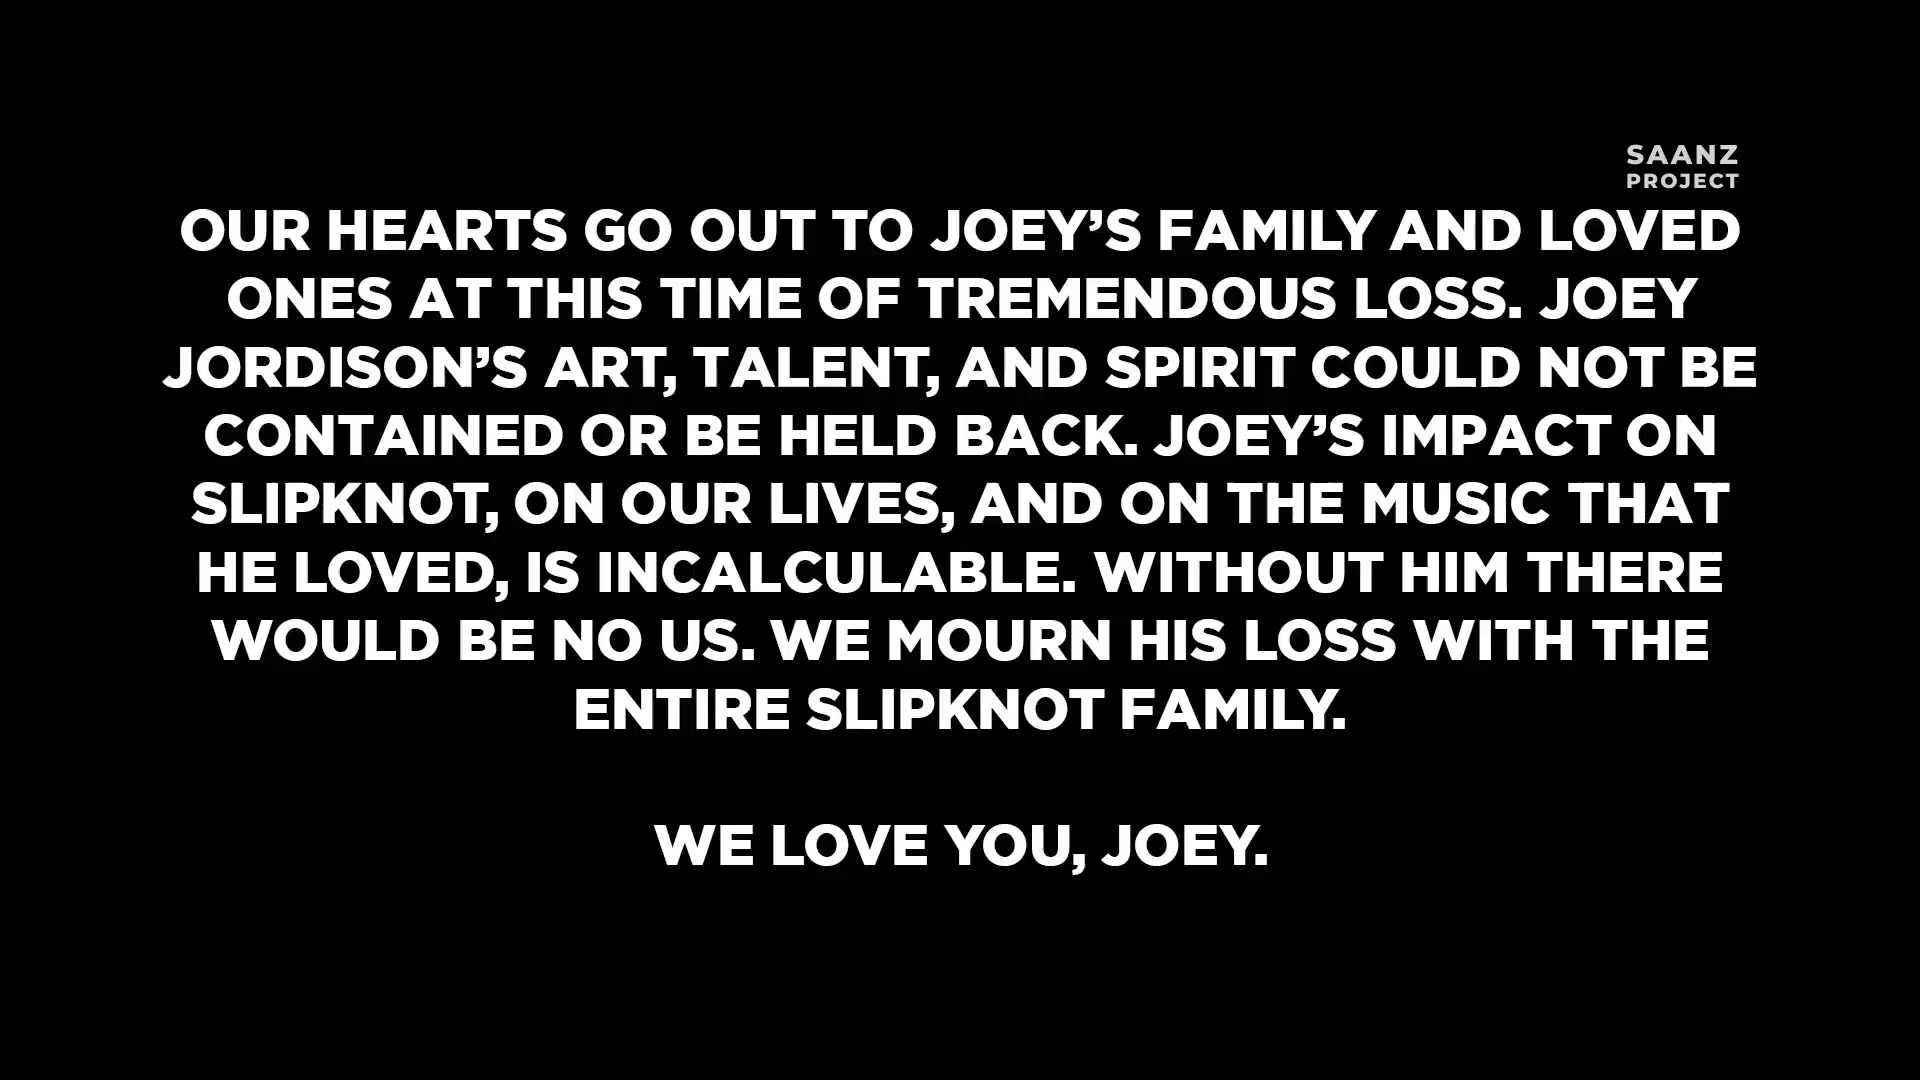 SAANZ
PROJECT
OUR HEARTS GO OUT TO JOEY’S FAMILY AND LOVED
ONES AT THIS TIME OF TREMENDOUS LOSS. JOEY
JORDISON’S ART, TALENT, AND SPIRIT COULD NOT BE
CONTAINED OR BE HELD BACK. JOEY’S IMPACT ON
SLIPKNOT, ON OUR LIVES, AND ON THE MUSIC THAT
HE LOVED, IS INCALCULABLE. WITHOUT HIM THERE
WOULD BE NO US. WE MOURN HIS LOSS WITH THE
ENTIRE SLIPKNOT FAMILY.
WE LOVE YOU, JOEY.